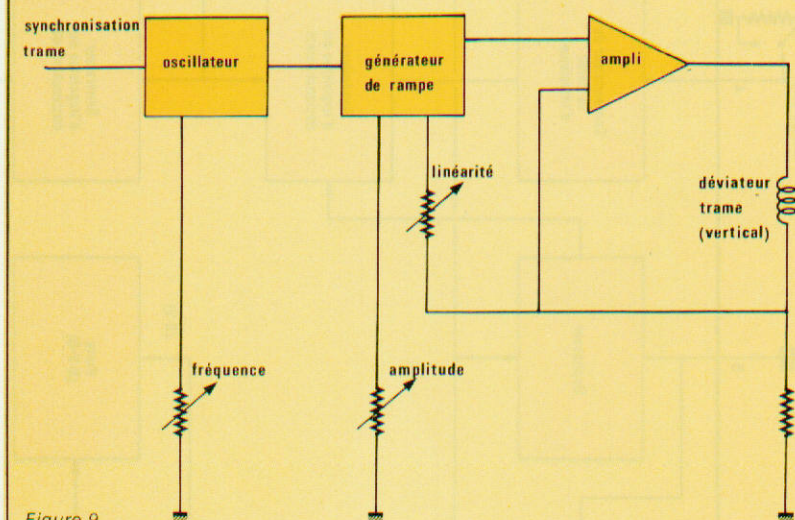 synchronisation
trame
oscillateur
générateur
de rampe
ampli
linéarité
déviateur
trame
(vertical)
fréquence
amplitude
Figure 9